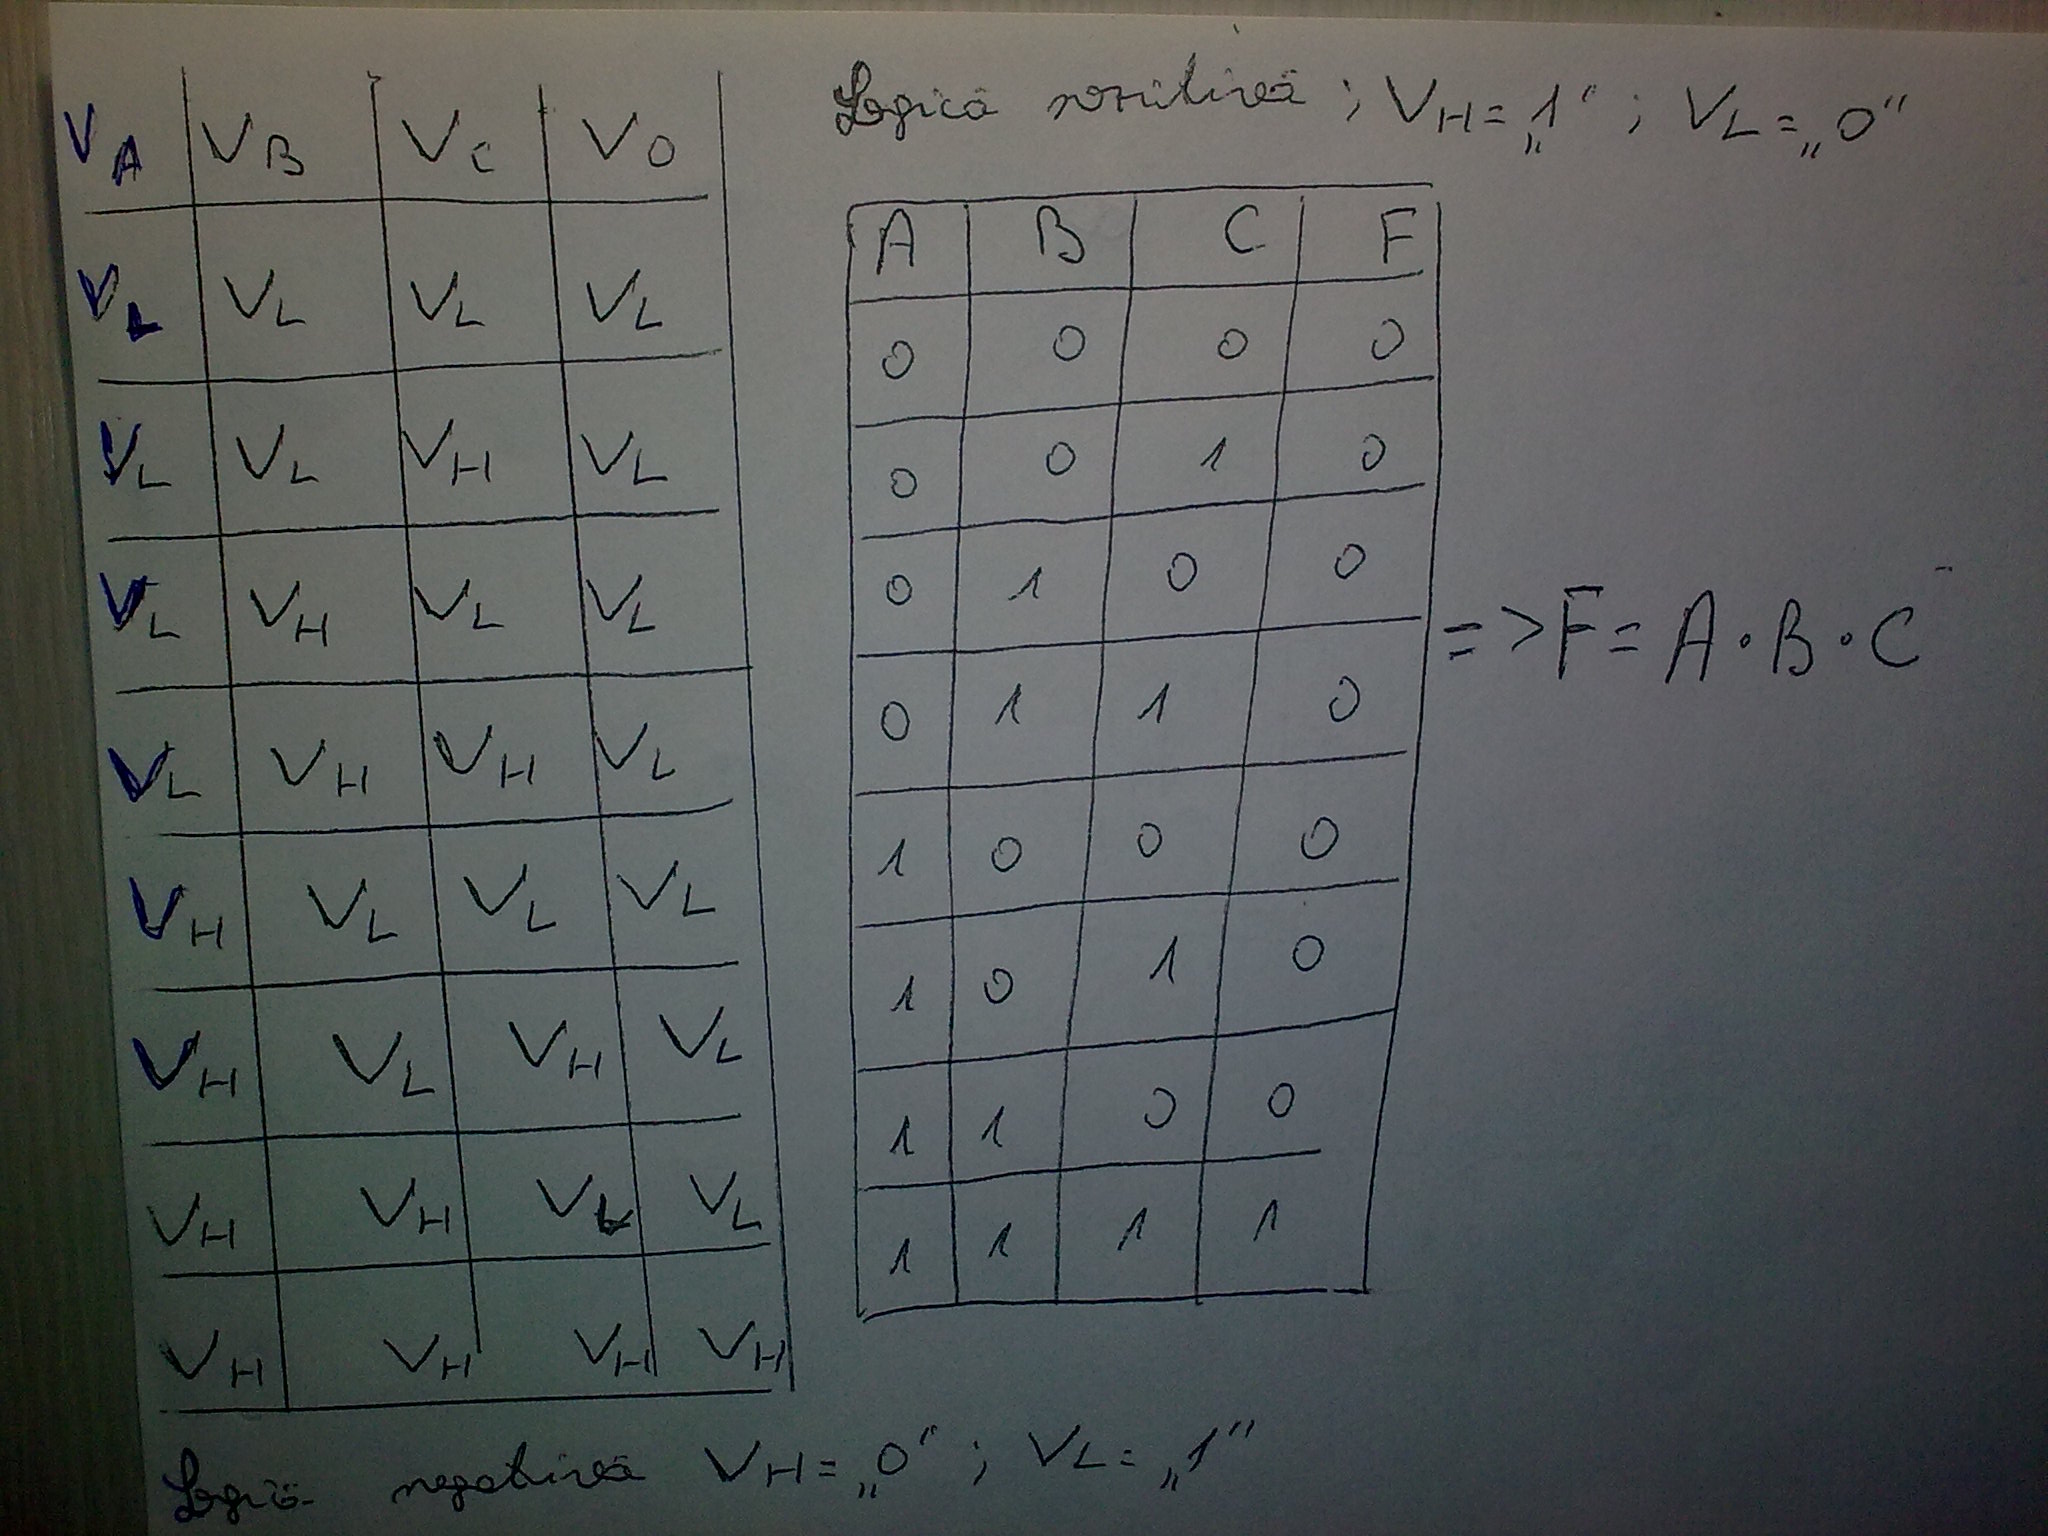 V_A V_B V_C V_O
V_L V_L V_L V_L
V_L V_L V_H V_L
V_L V_H V_L V_L
V_L V_H V_H V_L
V_H V_L V_L V_L
V_H V_L V_H V_L
V_H V_H V_L V_L
V_H V_H V_H V_H
Logică pozitivă ; V_H = „1“ ; V_L = „0“
A B C F
0 0 0 0
0 0 1 0
0 1 0 0
0 1 1 0
1 0 0 0
1 0 1 0
1 1 0 0
1 1 1 1
=> F = A · B · C
Logică negativă V_H = „0“ ; V_L = „1“